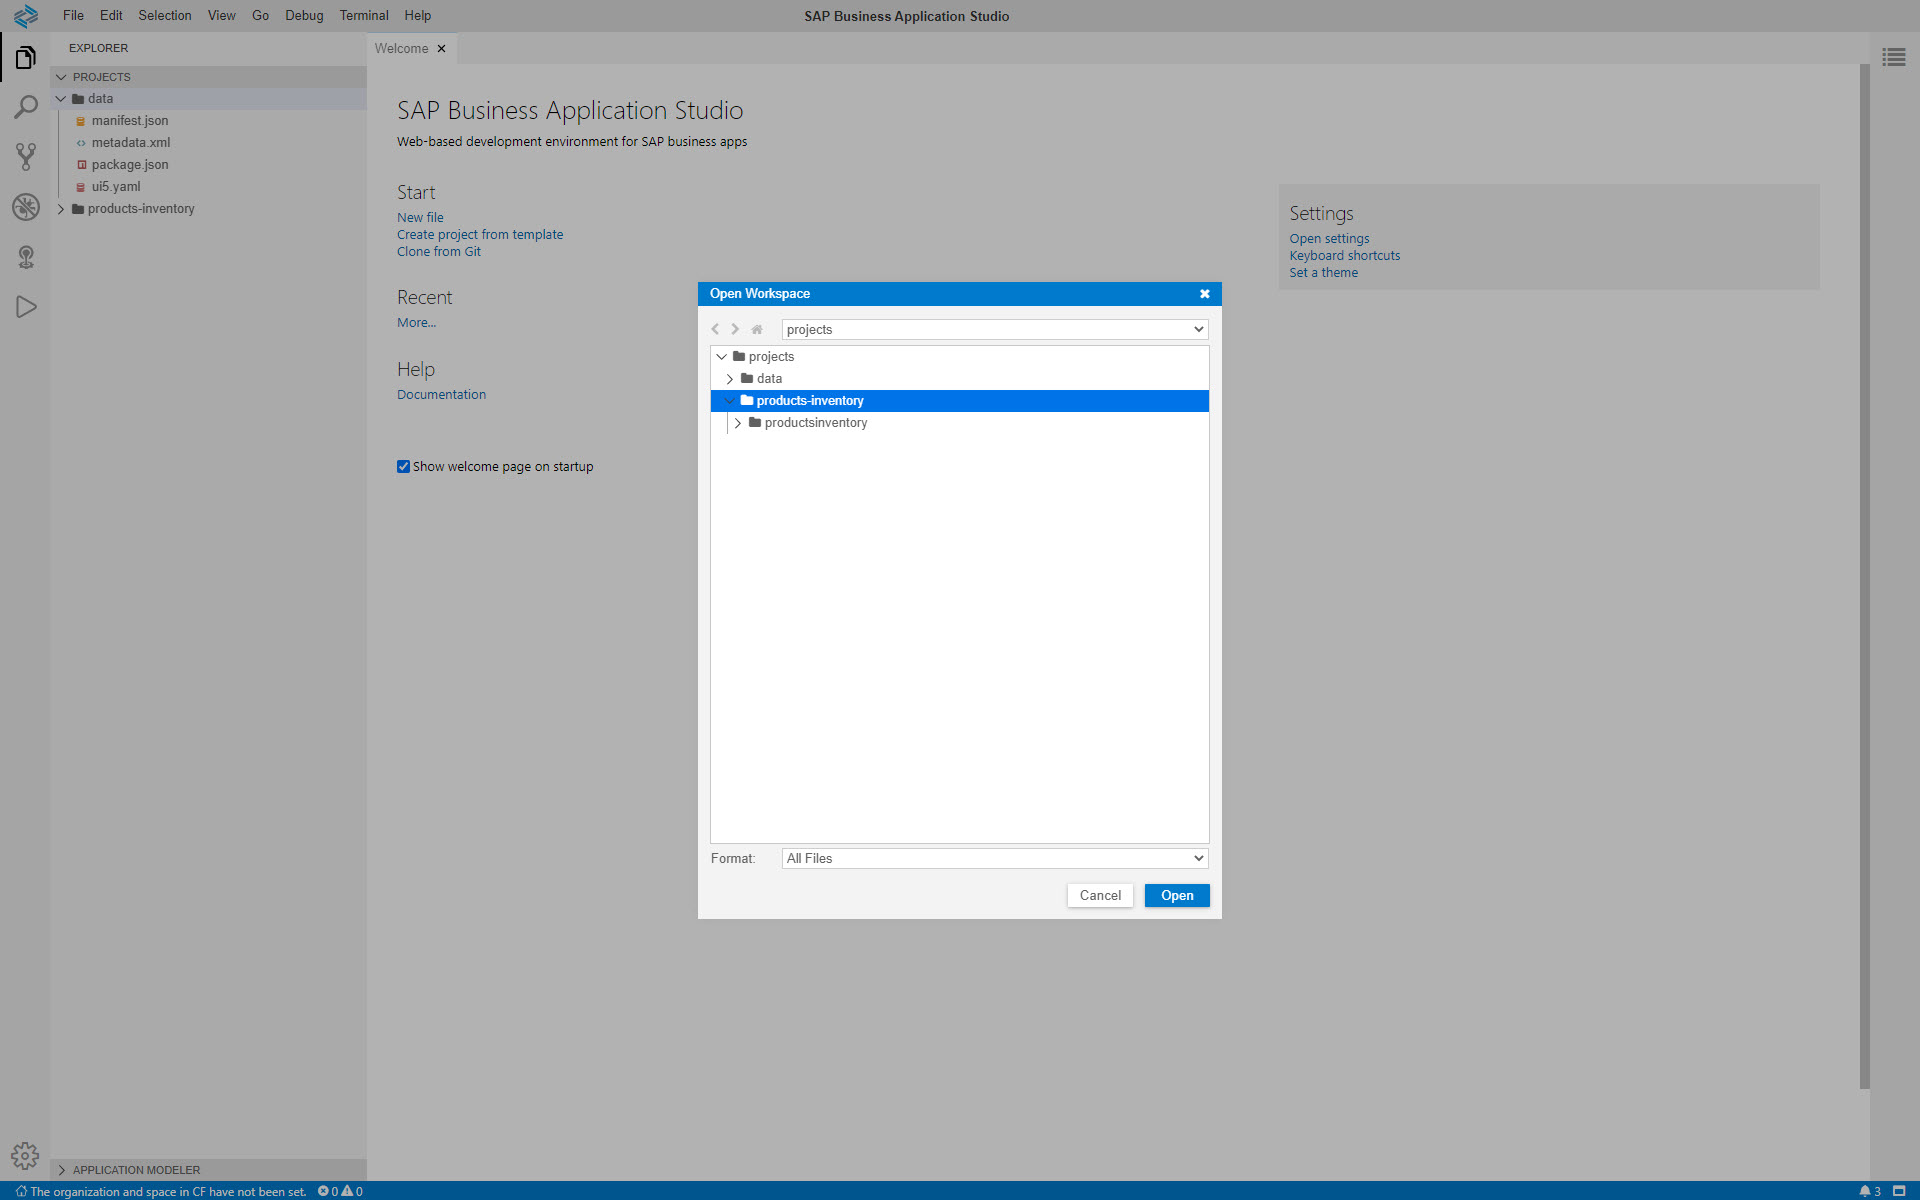 File Edit Selection View Go Debug Terminal Help
SAP Business Application Studio
EXPLORER
PROJECTS
data
manifest.json
metadata.xml
package.json
ui5.yaml
products-inventory
APPLICATION MODELER
Welcome
SAP Business Application Studio
Web-based development environment for SAP business apps
Start
New file
Create project from template
Clone from Git
Recent
More...
Help
Documentation
Show welcome page on startup
Settings
Open settings
Keyboard shortcuts
Set a theme
Open Workspace
projects
projects
data
products-inventory
productsinventory
Format: All Files
Cancel Open
The organization and space in CF have not been set. 0 0
3